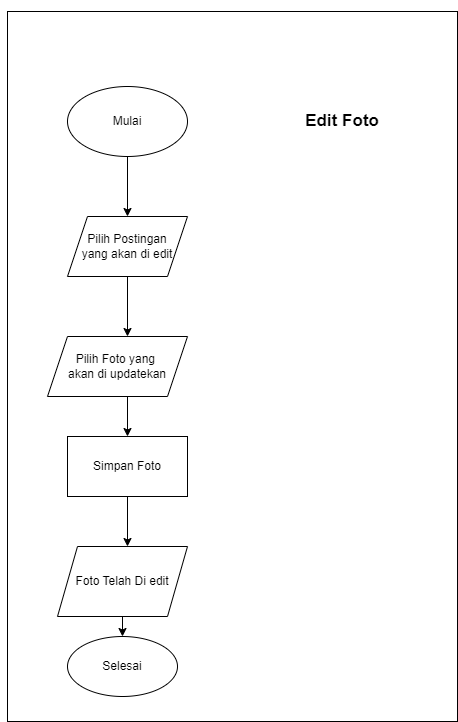 Mulai
Edit Foto
Pilih Postingan
yang akan di edit
Pilih Foto yang
akan di updatekan
Simpan Foto
Foto Telah Di edit
Selesai